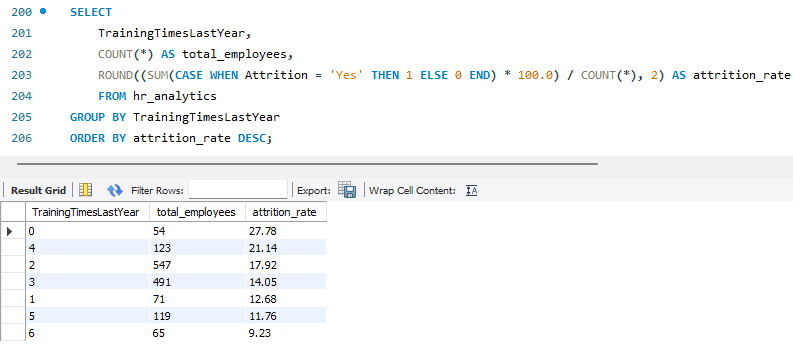 200 SELECT
201 TrainingTimesLastYear,
202 COUNT(*) AS total_employees,
203 ROUND((SUM(CASE WHEN Attrition = 'Yes' THEN 1 ELSE 0 END) * 100.0) / COUNT(*), 2) AS attrition_rate
204 FROM hr_analytics
205 GROUP BY TrainingTimesLastYear
206 ORDER BY attrition_rate DESC;
Result Grid Filter Rows: Export: Wrap Cell Content: IA
TrainingTimesLastYear total_employees attrition_rate
0 54 27.78
4 123 21.14
2 547 17.92
3 491 14.05
1 71 12.68
5 119 11.76
6 65 9.23